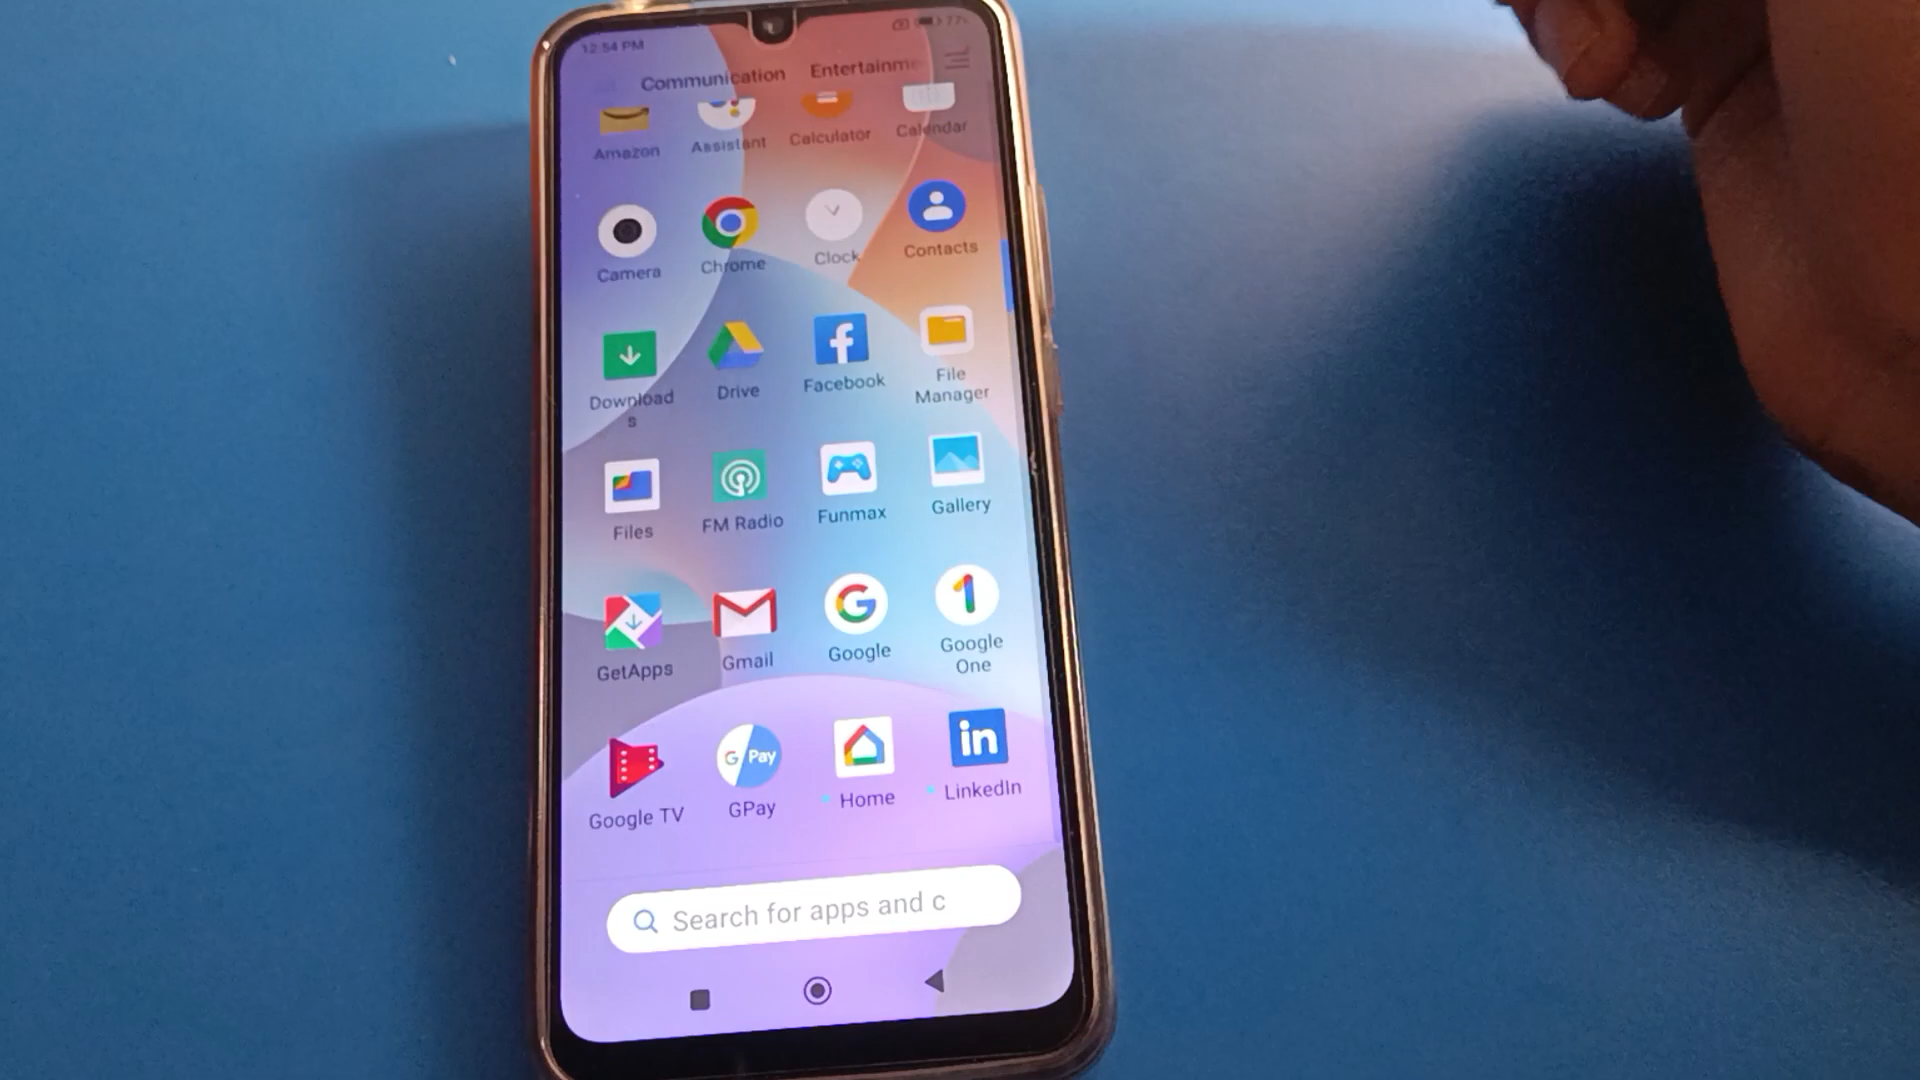 12:54 PM
77%
Communication Entertainme
Amazon Assistant Calculator Calendar
Camera Chrome Clock Contacts
Download
s
Drive Facebook File
Manager
Files FM Radio Funmax Gallery
GetApps Gmail Google Google
One
G Pay
in
Google TV GPay Home LinkedIn
Search for apps and c